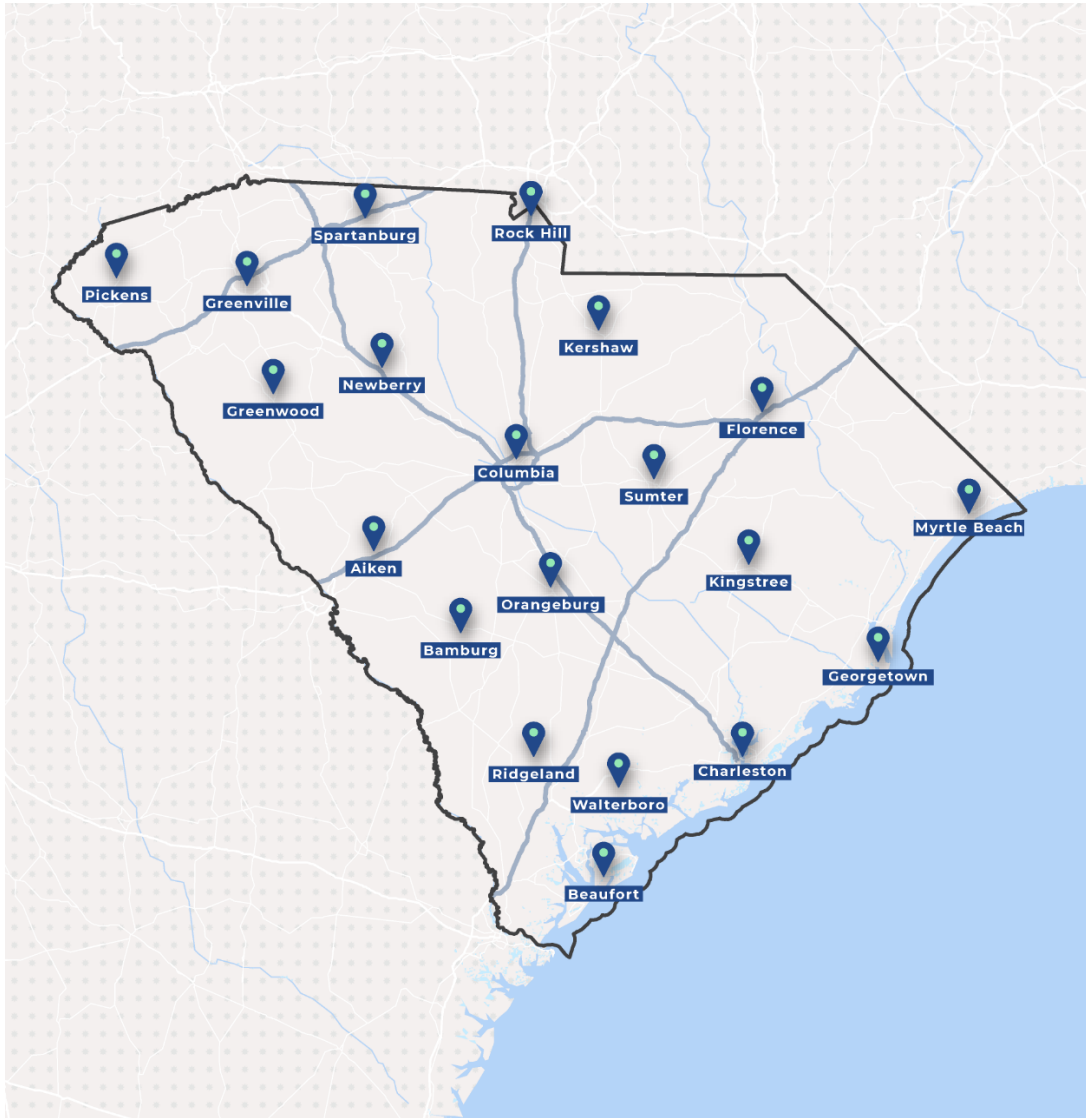 Spartanburg
Rock Hill
Pickens
Greenville
Kershaw
Newberry
Greenwood
Florence
Columbia
Sumter
Myrtle Beach
Aiken
Kingstree
Orangeburg
Bamburg
Georgetown
Ridgeland
Charleston
Walterboro
Beaufort